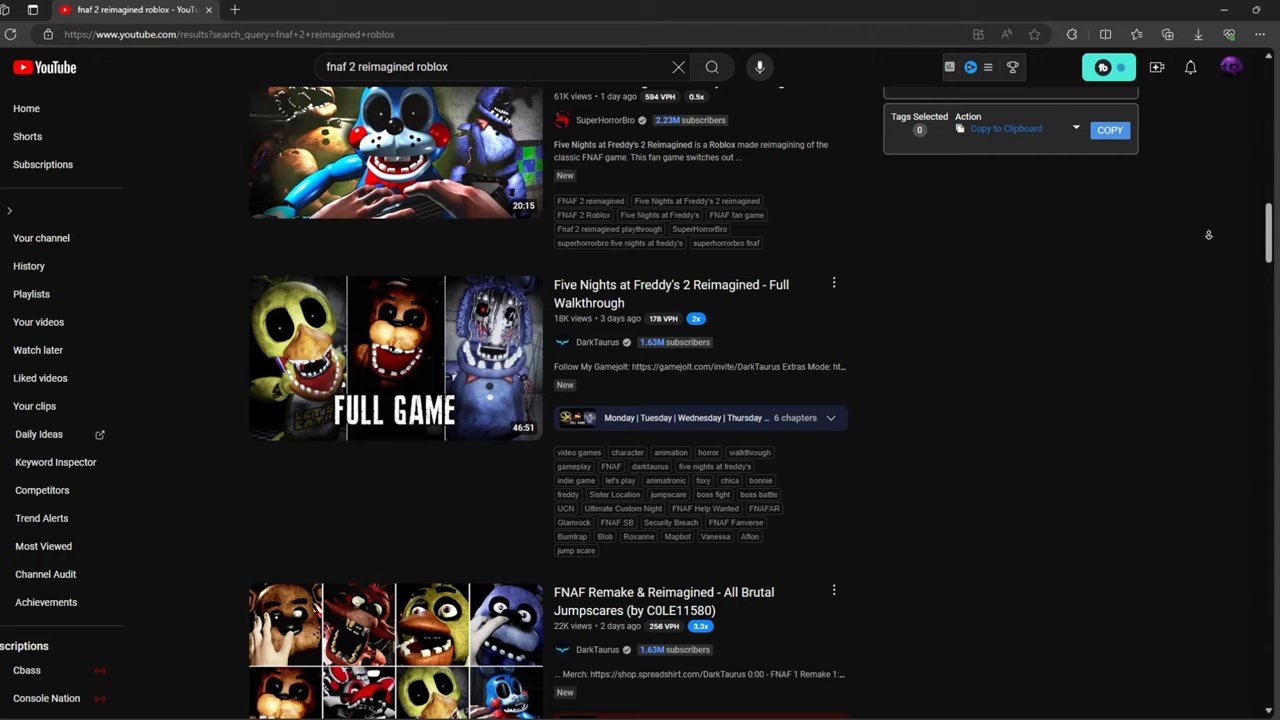 fnaf 2 reimagined roblox - YouTu
https://www.youtube.com/results?search_query=fnaf+2+reimagined+roblox
YouTube
fnaf 2 reimagined roblox
Home
Shorts
Subscriptions
Your channel
History
Playlists
Your videos
Watch later
Liked videos
Your clips
Daily Ideas
Keyword Inspector
Competitors
Trend Alerts
Most Viewed
Channel Audit
Achievements
scriptions
Cbass
Console Nation
20:15
61K views • 1 day ago 594 VPH 0.5x
SuperHorrorBro 2.23M subscribers
Five Nights at Freddy's 2 Reimagined is a Roblox made reimagining of the
classic FNAF game. This fan game switches out ...
New
FNAF 2 reimagined Five Nights at Freddy's 2 reimagined
FNAF 2 Roblox Five Nights at Freddy's FNAF fan game
Fnaf 2 reimagined playthrough SuperHorrorBro
superhorrorbro five nights at freddy's superhorrorbro fnaf
FULL GAME
46:51
Five Nights at Freddy's 2 Reimagined - Full
Walkthrough
18K views • 3 days ago 178 VPH 2x
DarkTaurus 1.63M subscribers
Follow My Gamejolt: https://gamejolt.com/invite/DarkTaurus Extras Mode: ht...
New
Monday | Tuesday | Wednesday | Thursday ... 6 chapters
video games character animation horror walkthrough
gameplay FNAF darktaurus five nights at freddy's
indie game let's play animatronic foxy chica bonnie
freddy Sister Location jumpscare boss fight boss battle
UCN Ultimate Custom Night FNAF Help Wanted FNAFAR
Glamrock FNAF SB Security Breach FNAF Fanverse
Burntrap Blob Roxanne Mapbot Vanessa Afton
jump scare
FNAF Remake & Reimagined - All Brutal
Jumpscares (by C0LE11580)
22K views • 2 days ago 256 VPH 3.3x
DarkTaurus 1.63M subscribers
... Merch: https://shop.spreadshirt.com/DarkTaurus 0:00 - FNAF 1 Remake 1:...
New
Tags Selected
0
Action
Copy to Clipboard
COPY